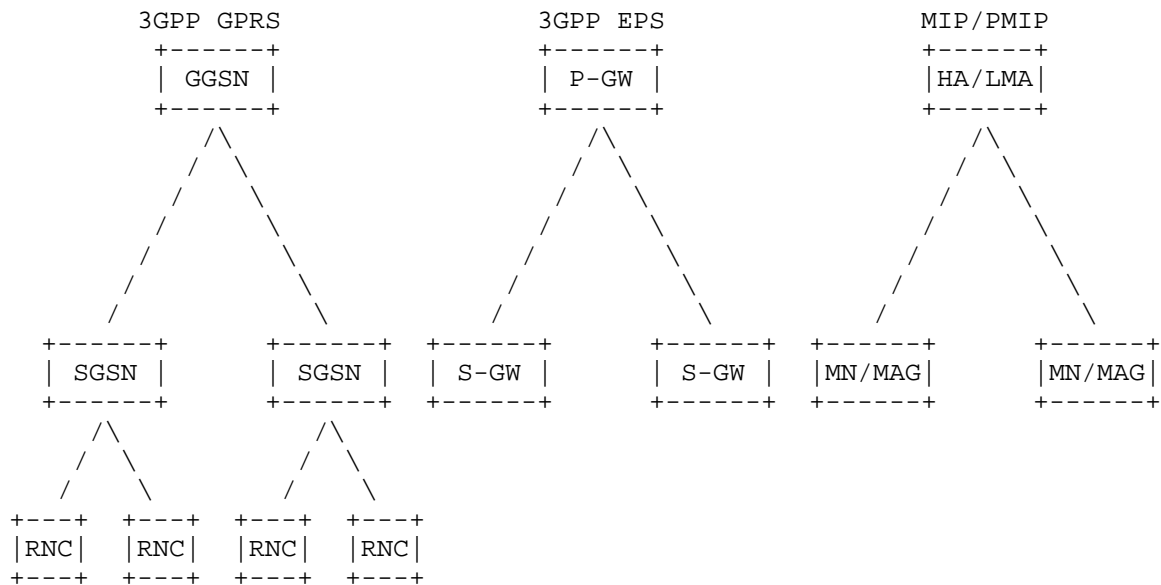 3GPP GPRS 3GPP EPS MIP/PMIP
GGSN P-GW HA/LMA
SGSN SGSN S-GW S-GW MN/MAG MN/MAG
RNC RNC RNC RNC